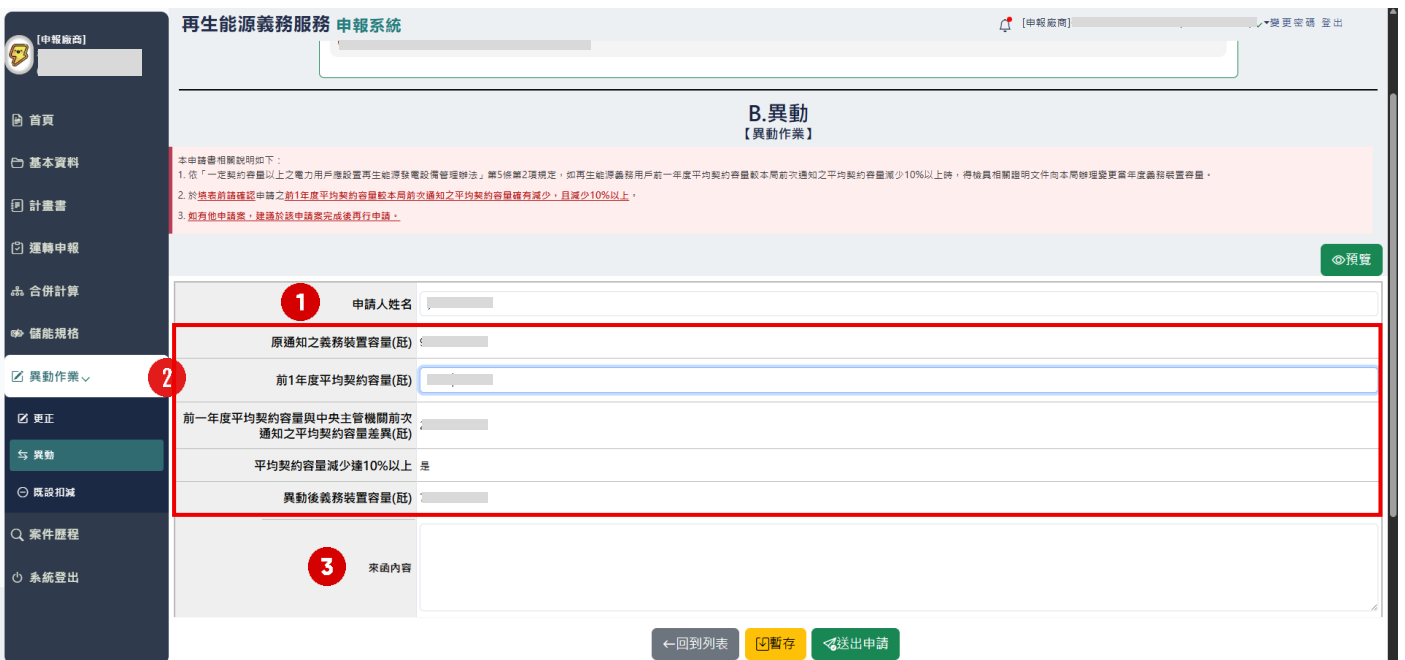 [申報廠商]
首頁
基本資料
計畫書
運轉申報
合併計算
儲能規格
異動作業
更正
異動
既設扣減
案件歷程
系統登出
再生能源義務服務 申報系統
[申報廠商]
變更密碼 登出
B.異動
【異動作業】
本申請書相關說明如下：
1. 依「一定契約容量以上之電力用戶應設置再生能源發電設備管理辦法」第5條第2項規定，如再生能源義務用戶前一年度平均契約容量較本局前次通知之平均契約容量減少10%以上時，得檢具相關證明文件向本局辦理變更當年度義務裝置容量。
2. 於填表前請確認申請之前1年度平均契約容量較本局前次通知之平均契約容量確有減少，且減少10%以上。
3. 如有他申請案，建議於該申請案完成後再行申請。
預覽
1
申請人姓名
2
原通知之義務裝置容量(瓩)
前1年度平均契約容量(瓩)
前一年度平均契約容量與中央主管機關前次
通知之平均契約容量差異(瓩)
平均契約容量減少達10%以上 是
異動後義務裝置容量(瓩)
3
來函內容
←回到列表
暫存
送出申請